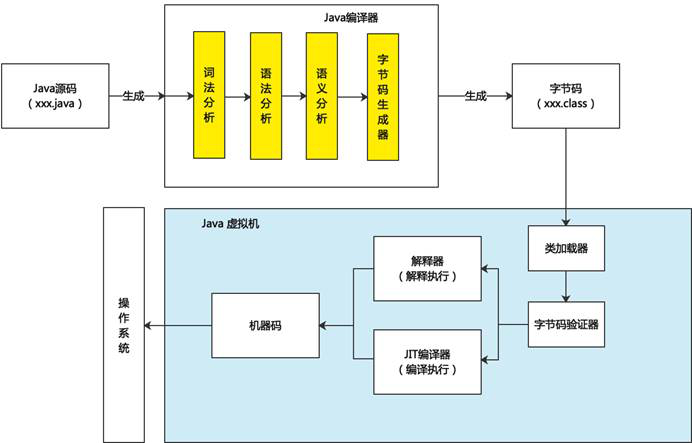 Java编译器
Java源码
（xxx.java）
生成
词法分析
语法分析
语义分析
字节码生成器
生成
字节码
（xxx.class）
Java 虚拟机
类加载器
解释器
（解释执行）
操作系统
机器码
字节码验证器
JIT编译器
（编译执行）